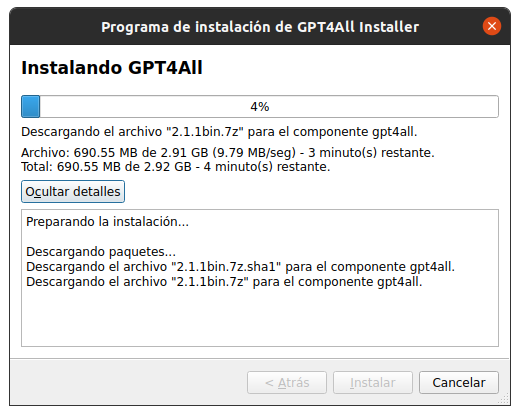 Programa de instalación de GPT4All Installer
Instalando GPT4All
4%
Descargando el archivo "2.1.1bin.7z" para el componente gpt4all.
Archivo: 690.55 MB de 2.91 GB (9.79 MB/seg) - 3 minuto(s) restante.
Total: 690.55 MB de 2.92 GB - 4 minuto(s) restante.
Ocultar detalles
Preparando la instalación...
Descargando paquetes...
Descargando el archivo "2.1.1bin.7z.sha1" para el componente gpt4all.
Descargando el archivo "2.1.1bin.7z" para el componente gpt4all.
< Atrás
Instalar
Cancelar